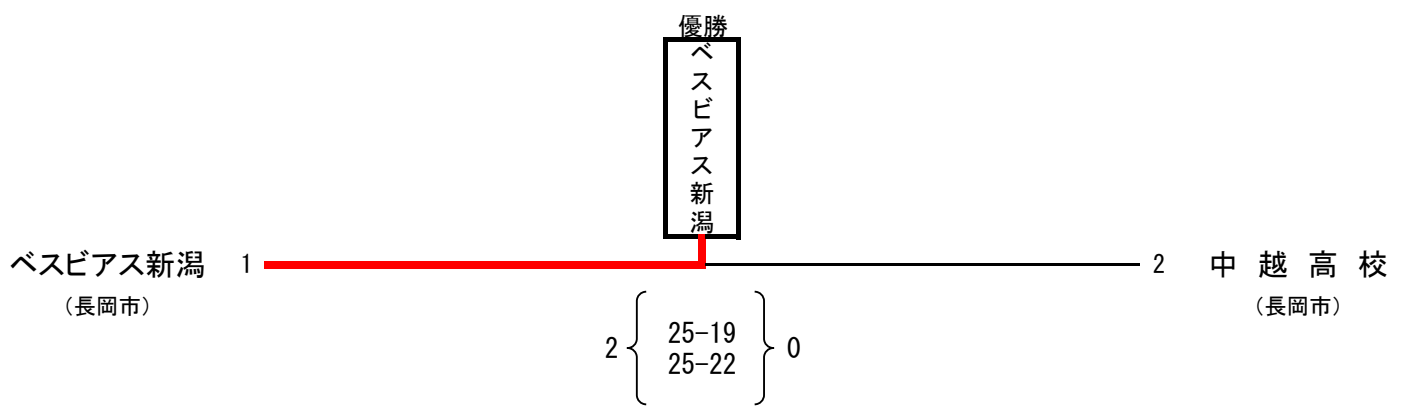 優勝
ベスビアス新潟
ベスビアス新潟 1
2 中越高校
(長岡市)
(長岡市)
2 25-19 0
25-22